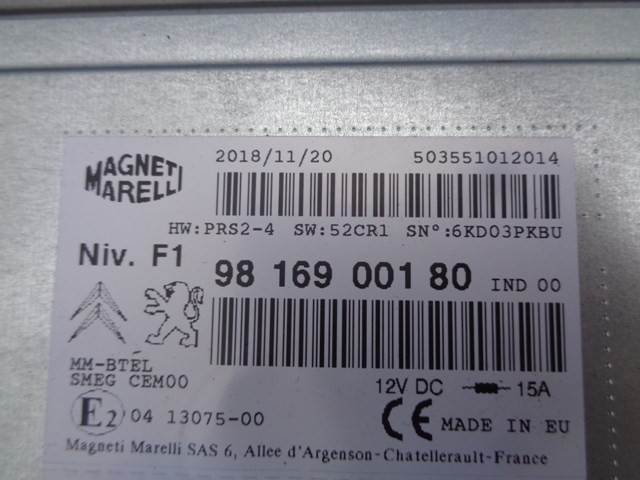 MAGNETI
MARELLI
2018/11/20 503551012014
HW:PRS2-4 SW:52CR1 SN°:6KD03PKBU
Niv. F1 98 169 001 80 IND 00
MM-BTEL
SMEG CEM00
12V DC 15A
E2 04 13075-00 CE MADE IN EU
Magneti Marelli SAS 6, Allee d'Argenson-Chatellerault-France